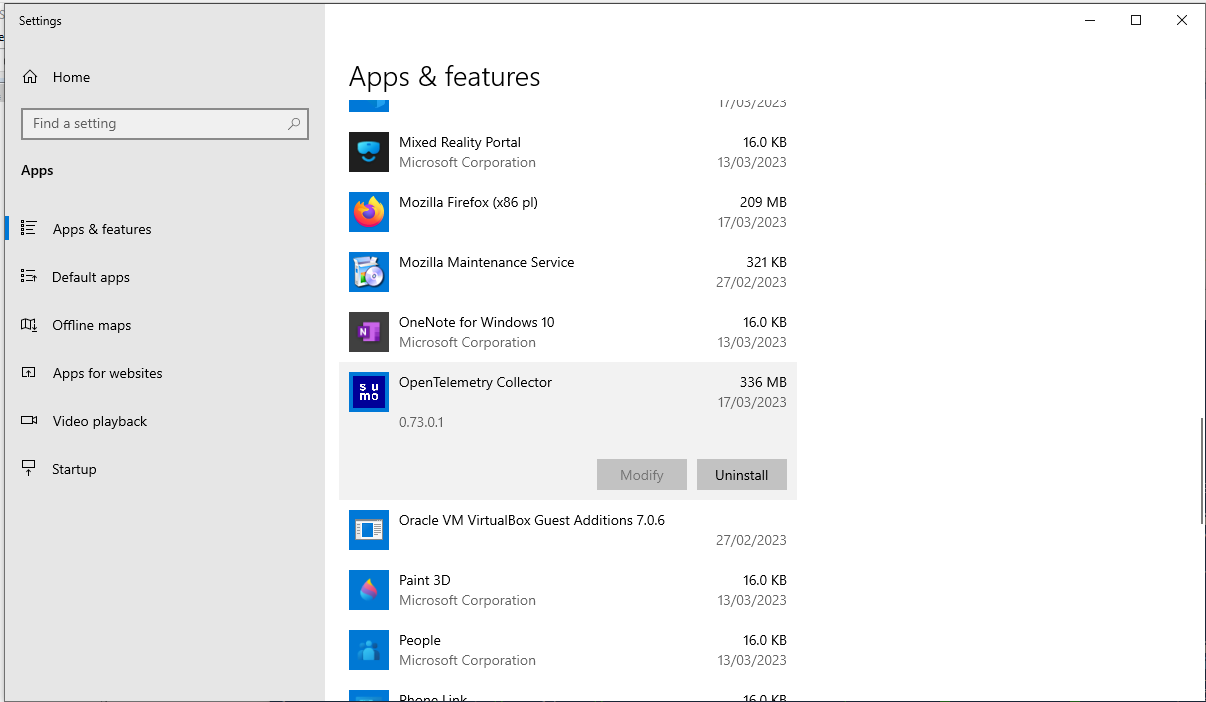 Settings
Home
Find a setting
Apps
Apps & features
Default apps
Offline maps
Apps for websites
Video playback
Startup
Apps & features
17/03/2023
Mixed Reality Portal 16.0 KB
Microsoft Corporation 13/03/2023
Mozilla Firefox (x86 pl) 209 MB
17/03/2023
Mozilla Maintenance Service 321 KB
27/02/2023
OneNote for Windows 10 16.0 KB
Microsoft Corporation 13/03/2023
sumo
OpenTelemetry Collector 336 MB
17/03/2023
0.73.0.1
Modify Uninstall
Oracle VM VirtualBox Guest Additions 7.0.6
27/02/2023
Paint 3D 16.0 KB
Microsoft Corporation 13/03/2023
People 16.0 KB
Microsoft Corporation 13/03/2023
Phone Link 16.0 KB